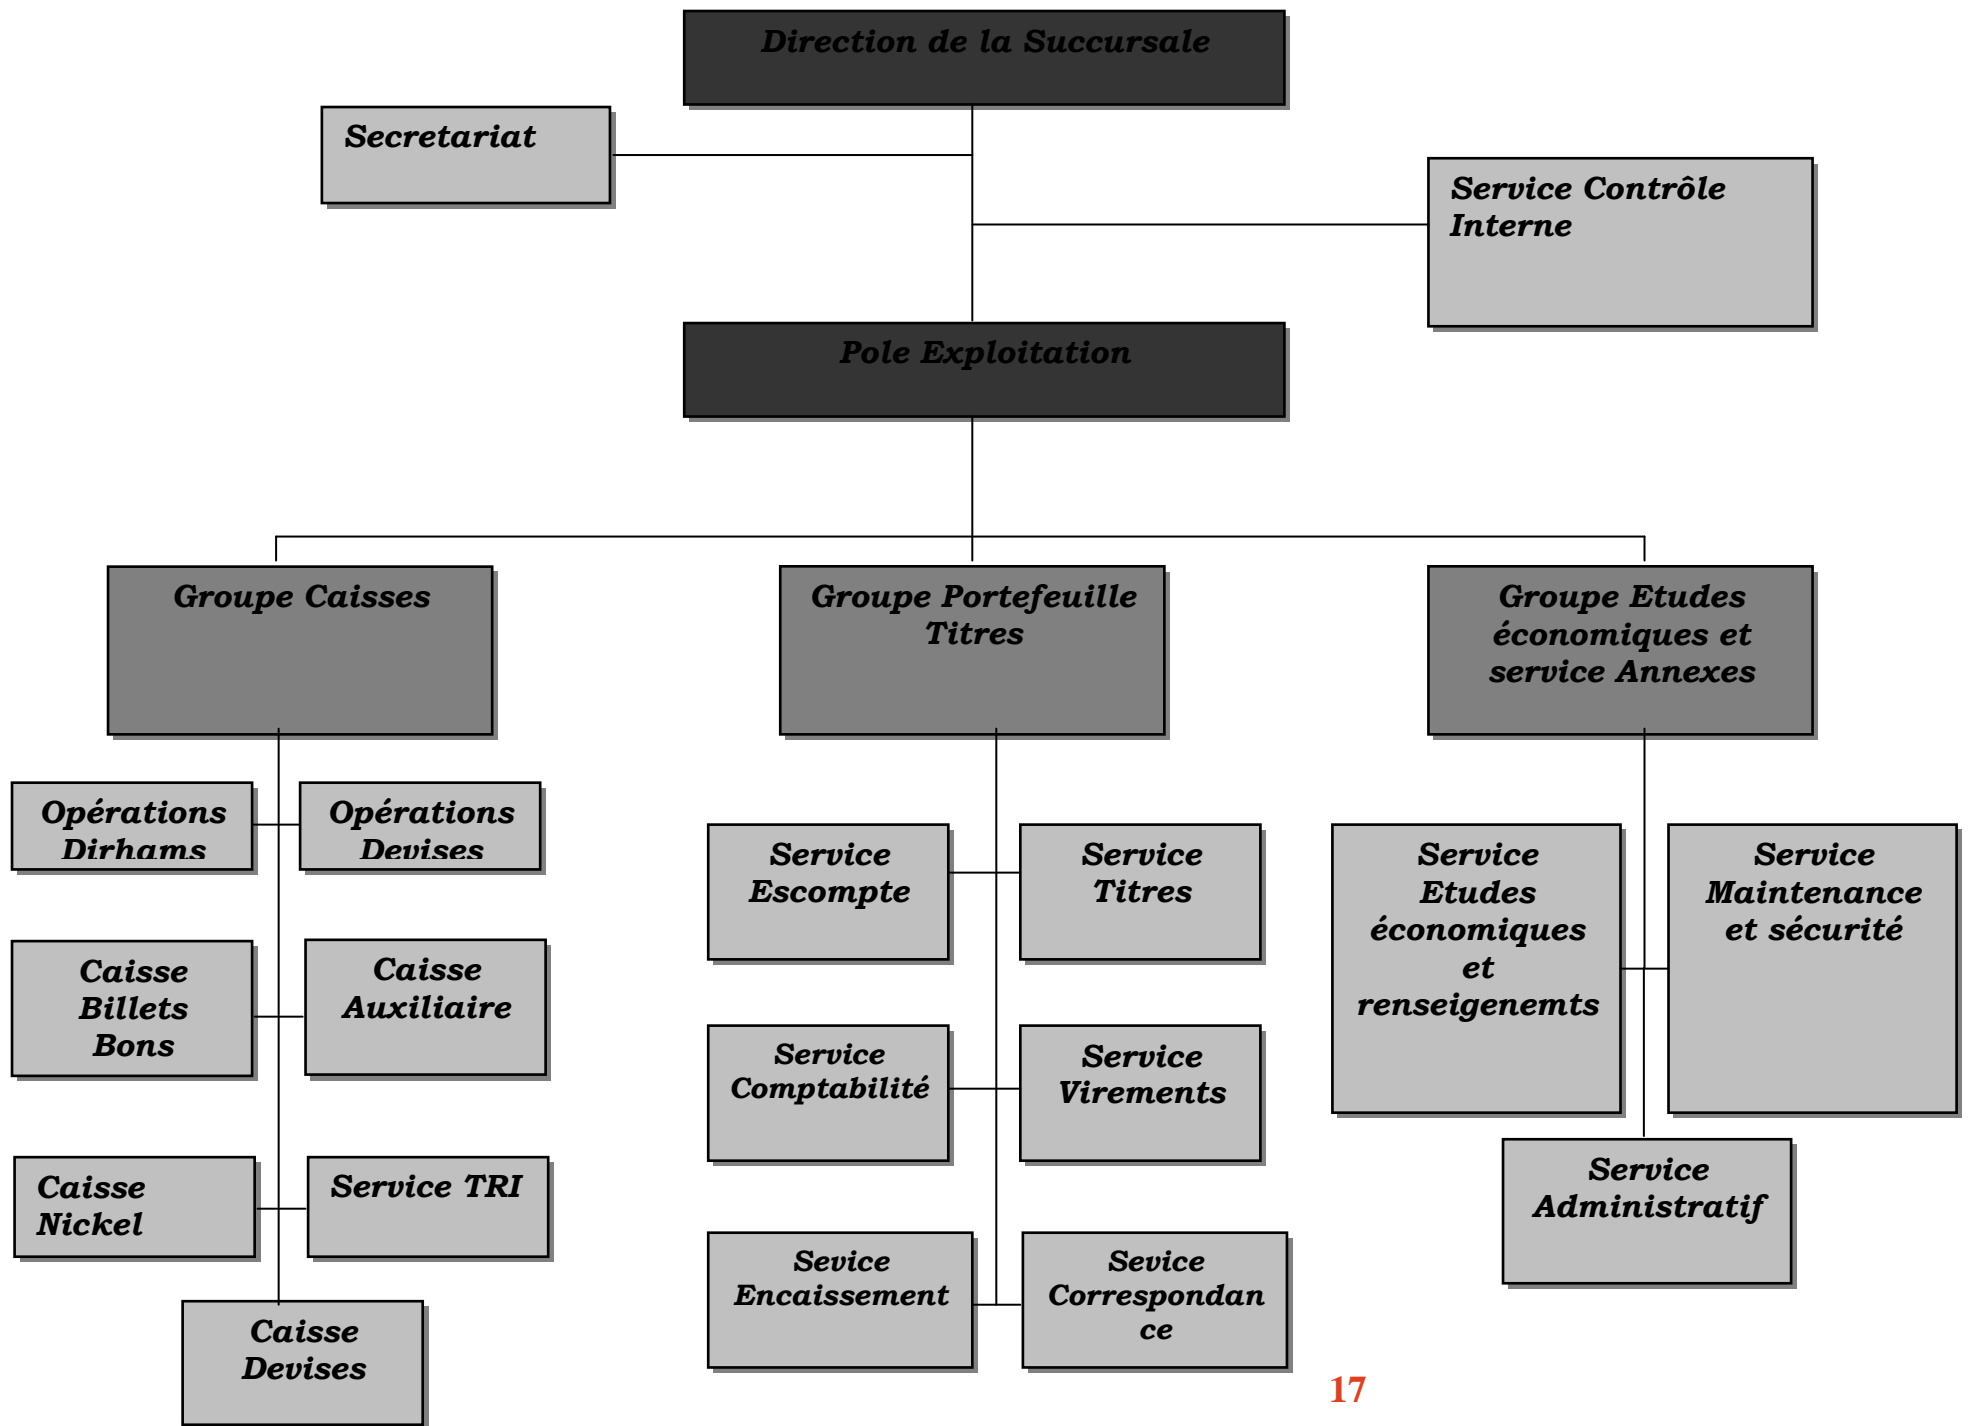 Direction de la Succursale
Secretariat
Service Contrôle
Interne
Pole Exploitation
Groupe Caisses
Groupe Portefeuille
Titres
Groupe Etudes
économiques et
service Annexes
Opérations
Dirhams
Opérations
Devises
Caisse
Billets
Bons
Caisse
Auxiliaire
Caisse
Nickel
Service TRI
Caisse
Devises
Service
Escompte
Service
Titres
Service
Comptabilité
Service
Virements
Sevice
Encaissement
Sevice
Correspondan
ce
Service
Etudes
économiques
et
renseigenemts
Service
Maintenance
et sécurité
Service
Administratif
17